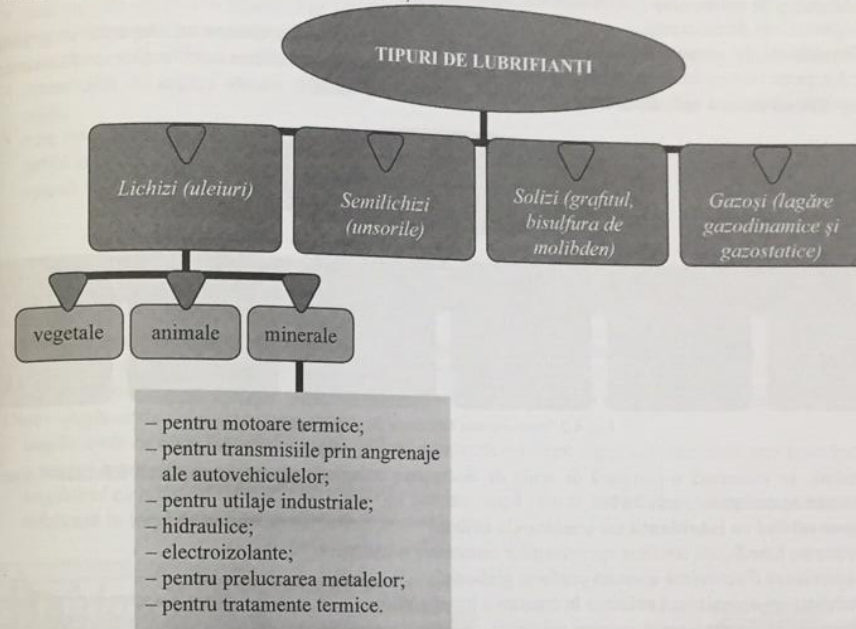 TIPURI DE LUBRIFIANȚI
Lichizi (uleiuri)
Semilichizi
(unsorile)
Solizi (grafitul,
bisulfura de
molibden)
Gazoși (lagăre
gazodinamice și
gazostatice)
vegetale
animale
minerale
– pentru motoare termice;
– pentru transmisiile prin angrenaje
ale autovehiculelor;
– pentru utilaje industriale;
– hidraulice;
– electroizolante;
– pentru prelucrarea metalelor;
– pentru tratamente termice.